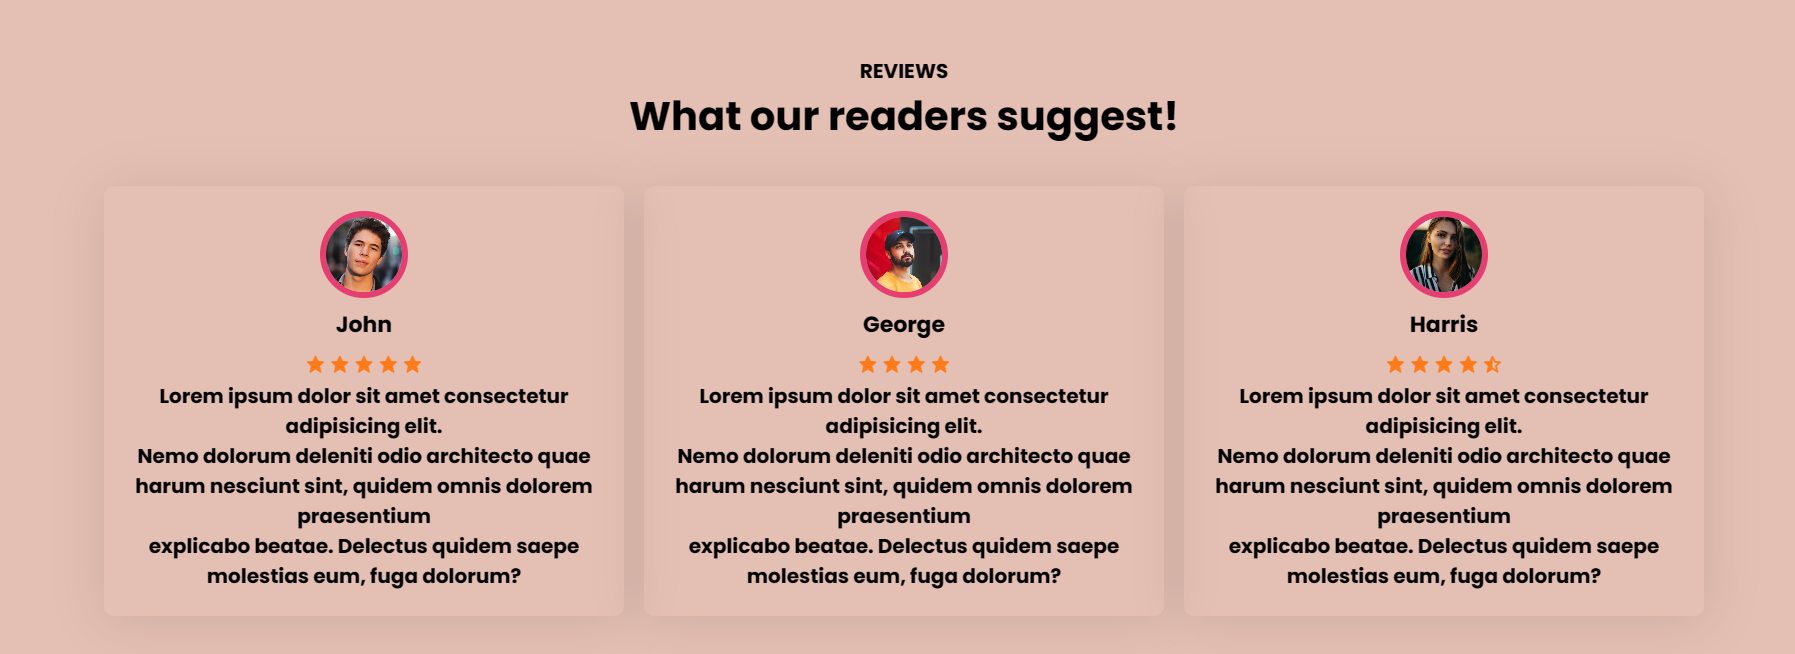 REVIEWS
What our readers suggest!
John
Lorem ipsum dolor sit amet consectetur
adipisicing elit.
Nemo dolorum deleniti odio architecto quae
harum nesciunt sint, quidem omnis dolorem
praesentium
explicabo beatae. Delectus quidem saepe
molestias eum, fuga dolorum?
George
Lorem ipsum dolor sit amet consectetur
adipisicing elit.
Nemo dolorum deleniti odio architecto quae
harum nesciunt sint, quidem omnis dolorem
praesentium
explicabo beatae. Delectus quidem saepe
molestias eum, fuga dolorum?
Harris
Lorem ipsum dolor sit amet consectetur
adipisicing elit.
Nemo dolorum deleniti odio architecto quae
harum nesciunt sint, quidem omnis dolorem
praesentium
explicabo beatae. Delectus quidem saepe
molestias eum, fuga dolorum?